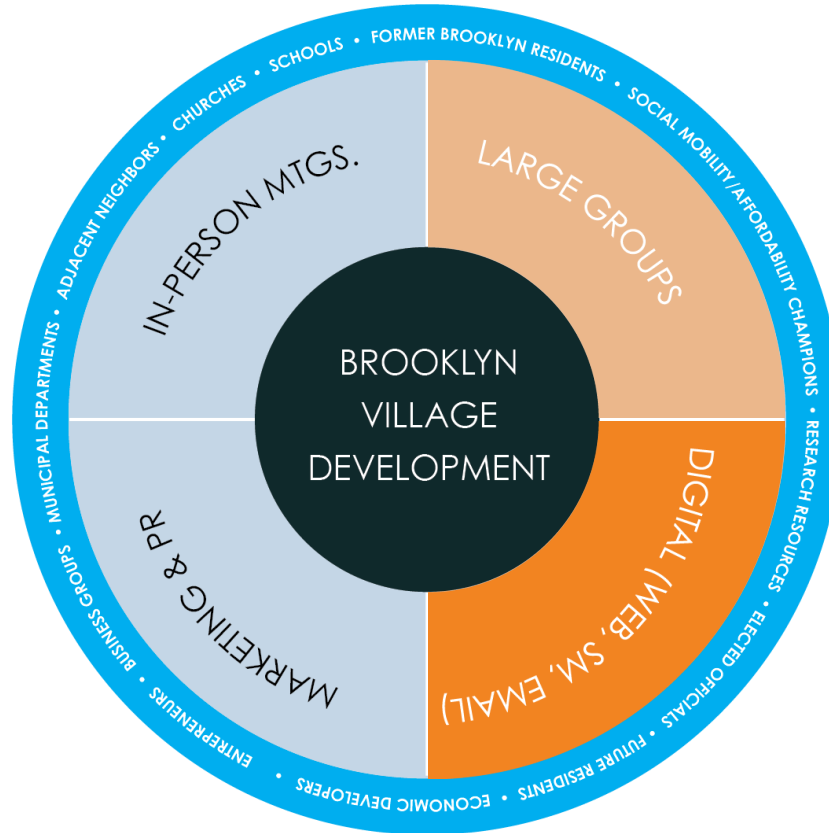 BROOKLYN
VILLAGE
DEVELOPMENT
IN-PERSON MTGS.
LARGE GROUPS
DIGITAL (WEB, SM, EMAIL)
MARKETING & PR
CHURCHES • SCHOOLS • FORMER BROOKLYN RESIDENTS • SOCIAL MOBILITY/AFFORDABILITY CHAMPIONS • RESEARCH RESOURCES • ELECTED OFFICIALS • FUTURE RESIDENTS • ECONOMIC DEVELOPERS • ENTREPRENEURS • BUSINESS GROUPS • MUNICIPAL DEPARTMENTS • ADJACENT NEIGHBORS •